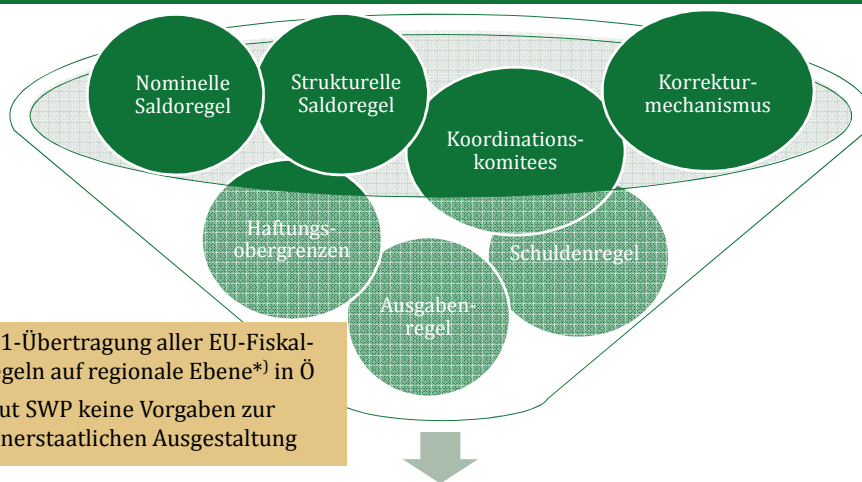 Nominelle
Saldoregel
Strukturelle
Saldoregel
Koordinations-
komitees
Korrektur-
mechanismus
Haftungs-
obergrenzen
Ausgaben-
regel
Schuldenregel
1-Übertragung aller EU-Fiskal-
egeln auf regionale Ebene*) in Ö
ut SWP keine Vorgaben zur
nerstaatlichen Ausgestaltung